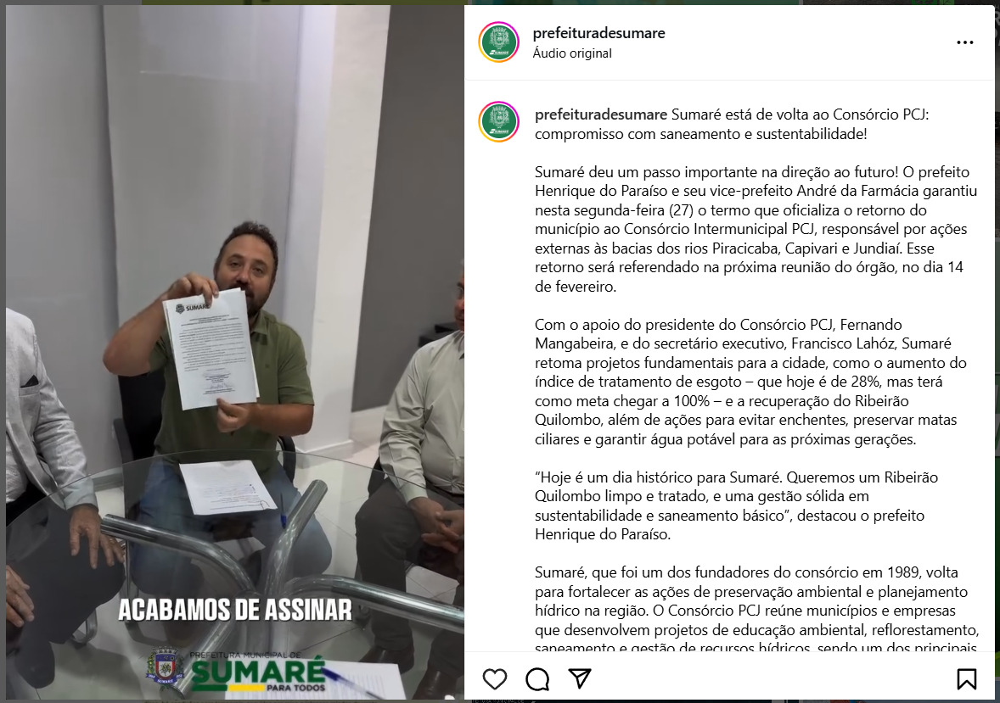 prefeituradesumare
Áudio original
prefeituradesumare Sumaré está de volta ao Consórcio PCJ:
compromisso com saneamento e sustentabilidade!
Sumaré deu um passo importante na direção ao futuro! O prefeito
Henrique do Paraíso e seu vice-prefeito André da Farmácia garantiu
nesta segunda-feira (27) o termo que oficializa o retorno do
município ao Consórcio Intermunicipal PCJ, responsável por ações
externas às bacias dos rios Piracicaba, Capivari e Jundiaí. Esse
retorno será referendado na próxima reunião do órgão, no dia 14
de fevereiro.
Com o apoio do presidente do Consórcio PCJ, Fernando
Mangabeira, e do secretário executivo, Francisco Lahóz, Sumaré
retoma projetos fundamentais para a cidade, como o aumento do
índice de tratamento de esgoto – que hoje é de 28%, mas terá
como meta chegar a 100% – e a recuperação do Ribeirão
Quilombo, além de ações para evitar enchentes, preservar matas
ciliares e garantir água potável para as próximas gerações.
“Hoje é um dia histórico para Sumaré. Queremos um Ribeirão
Quilombo limpo e tratado, e uma gestão sólida em
sustentabilidade e saneamento básico”, destacou o prefeito
Henrique do Paraíso.
Sumaré, que foi um dos fundadores do consórcio em 1989, volta
para fortalecer as ações de preservação ambiental e planejamento
hídrico na região. O Consórcio PCJ reúne municípios e empresas
que desenvolvem projetos de educação ambiental, reflorestamento,
saneamento e gestão de recursos hídricos, sendo um dos principais
SUMARÉ
ACABAMOS DE ASSINAR
PREFEITURA MUNICIPAL DE
SUMARÉ
PARA TODOS